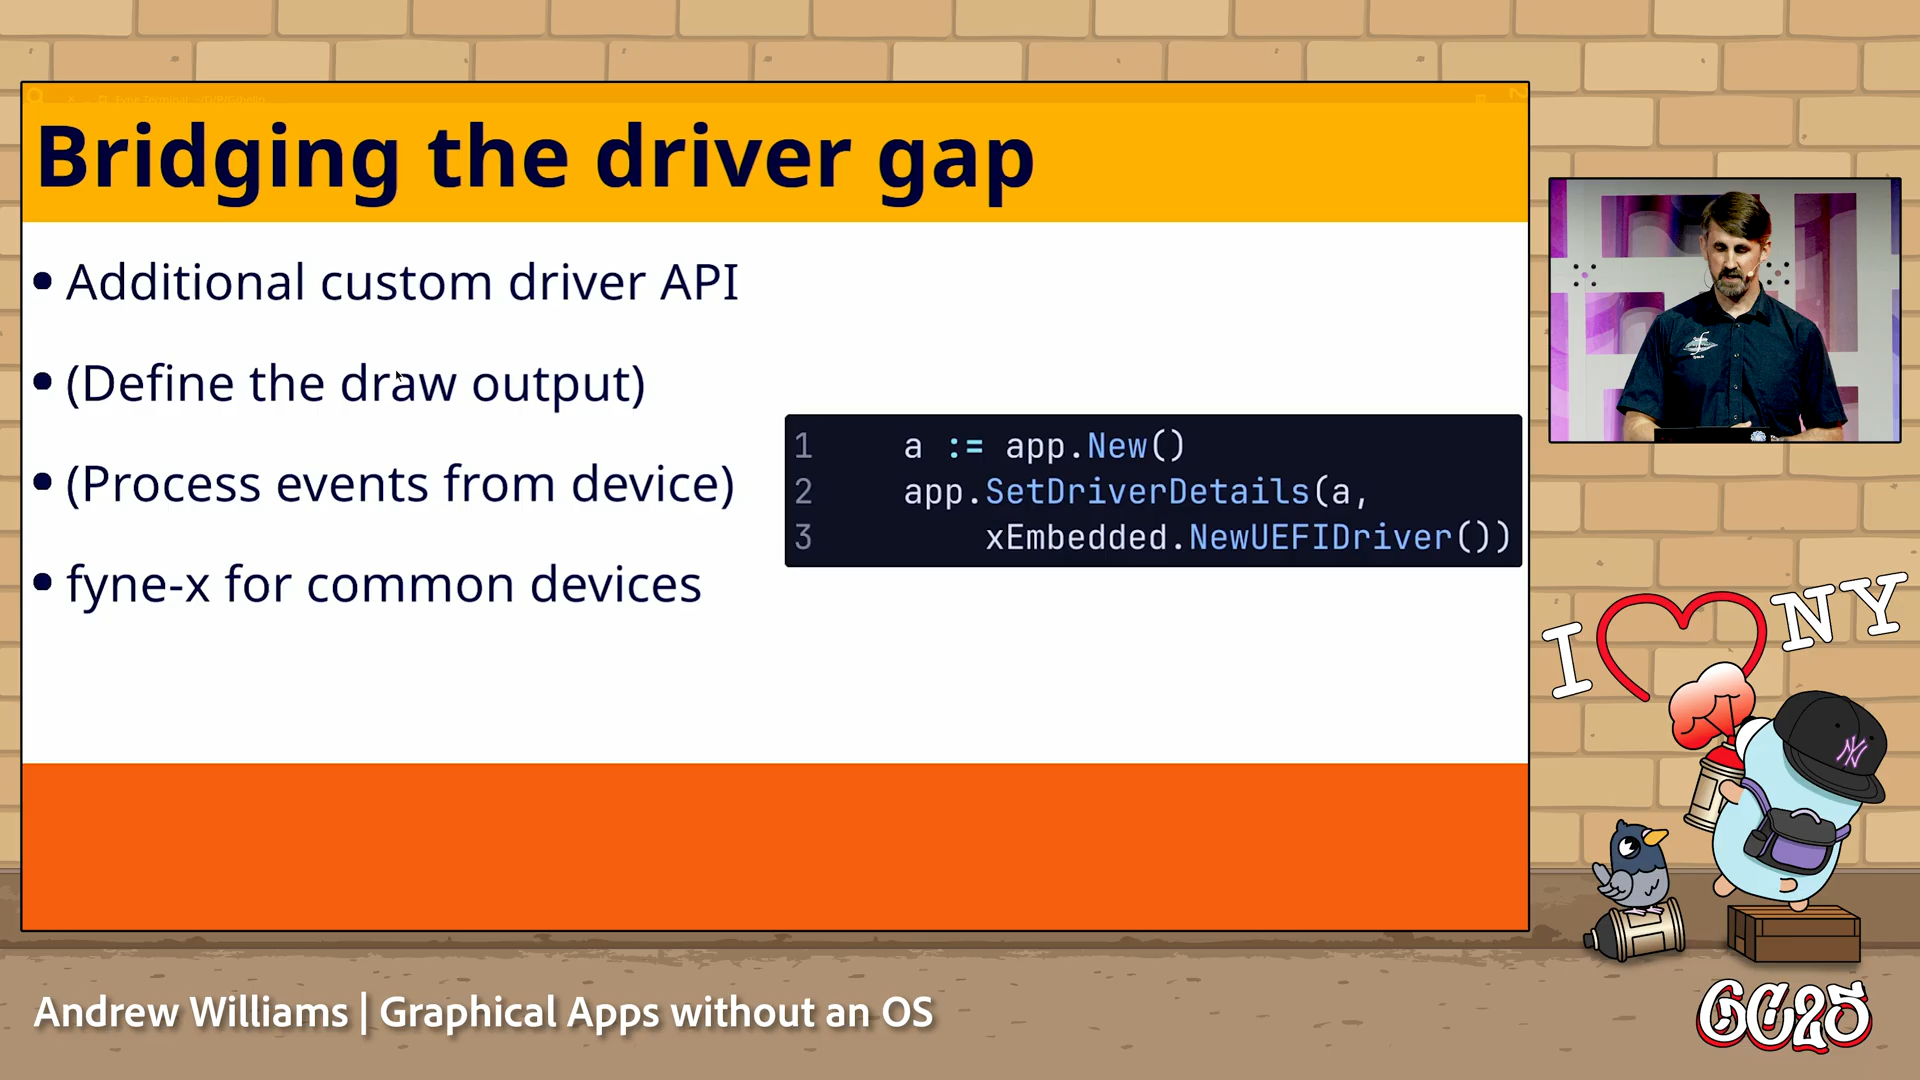 Bridging the driver gap
• Additional custom driver API
• (Define the draw output)
• (Process events from device)
• fyne-x for common devices
1 a := app.New()
2 app.SetDriverDetails(a,
3 xEmbedded.NewUEFIDriver())
I NY
NY
GC25
Andrew Williams | Graphical Apps without an OS